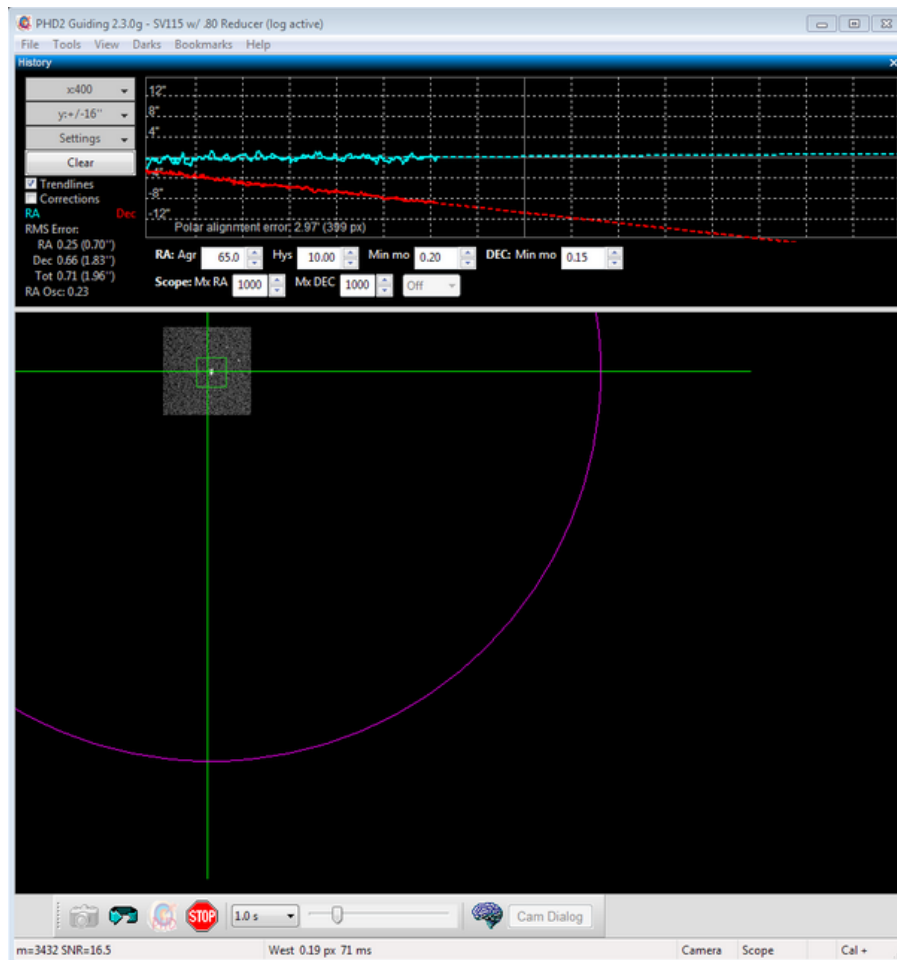 PHD2 Guiding 2.3.0g - SV115 w/ .80 Reducer (log active)
File Tools View Darks Bookmarks Help
History
x:400
y:+/-16"
Settings
Clear
Trendlines
Corrections
RA Dec
RMS Error:
RA 0.25 (0.70")
Dec 0.66 (1.83")
Tot 0.71 (1.96")
RA Osc: 0.23
12"
8"
4"
-4"
-8"
-12"
Polar alignment error: 2.97' (399 px)
RA: Agr 65.0 Hys 10.00 Min mo 0.20 DEC: Min mo 0.15
Scope: Mx RA 1000 Mx DEC 1000 Off
STOP 1.0 s Cam Dialog
m=3432 SNR=16.5 West 0.19 px 71 ms Camera Scope Cal +